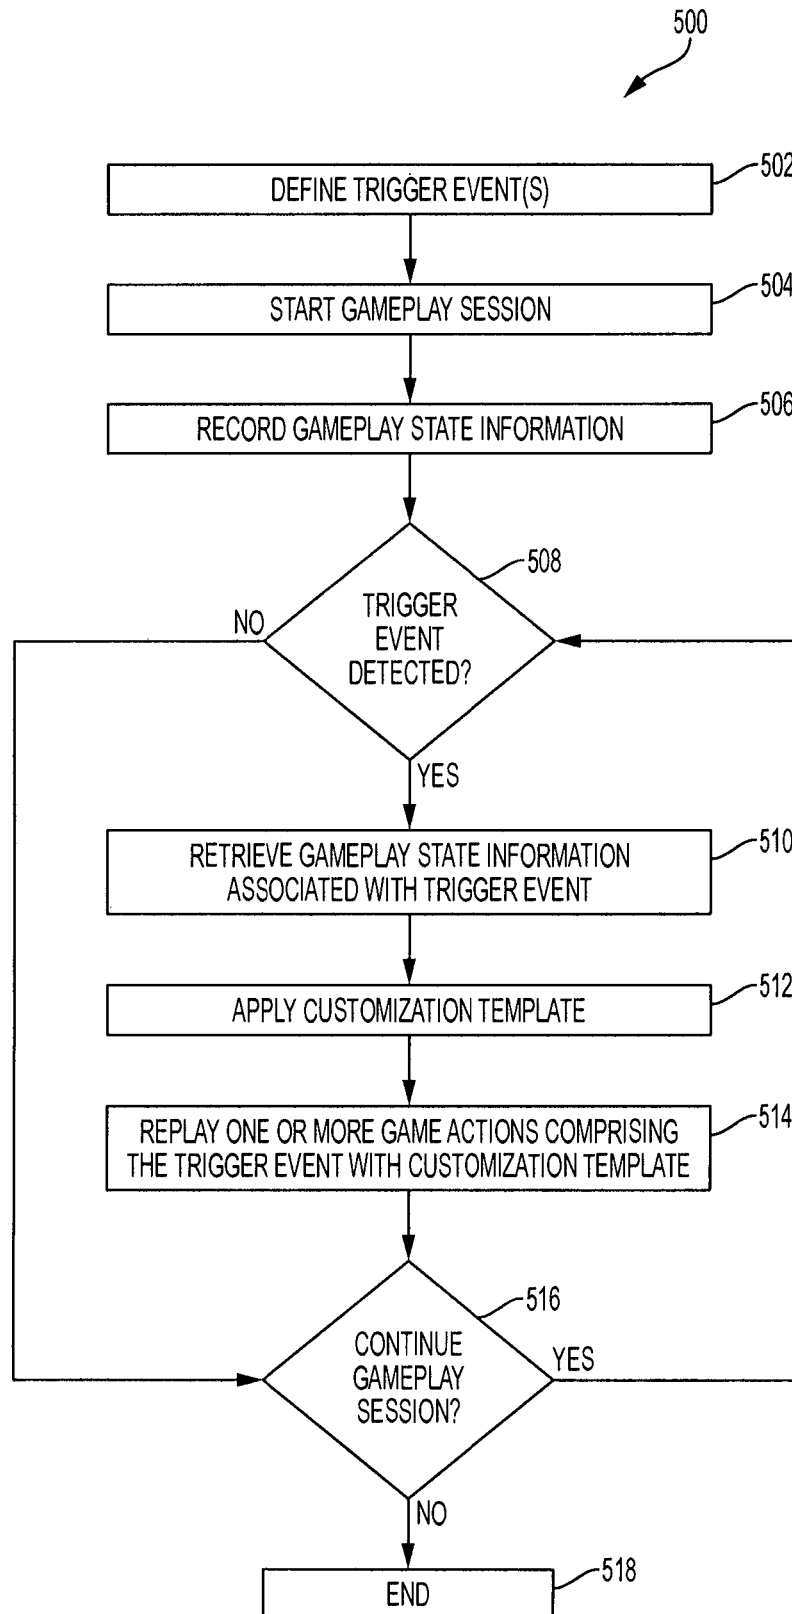 500
DEFINE TRIGGER EVENT(S)
502
START GAMEPLAY SESSION
504
RECORD GAMEPLAY STATE INFORMATION
506
508
TRIGGER
EVENT
DETECTED?
NO
YES
RETRIEVE GAMEPLAY STATE INFORMATION
ASSOCIATED WITH TRIGGER EVENT
510
APPLY CUSTOMIZATION TEMPLATE
512
REPLAY ONE OR MORE GAME ACTIONS COMPRISING
THE TRIGGER EVENT WITH CUSTOMIZATION TEMPLATE
514
516
CONTINUE
GAMEPLAY
SESSION?
YES
NO
END
518